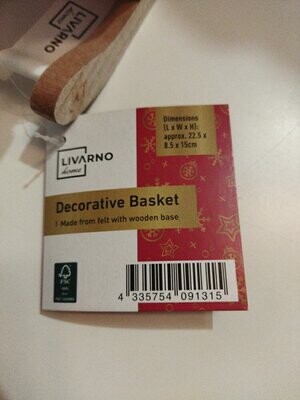 LIVARNO
home
Dimensions
(L x W x H):
approx. 22.5 x
8.5 x 15cm
LIVARNO
home
Decorative Basket
Made from felt with wooden base
FSC
4 335754 091315